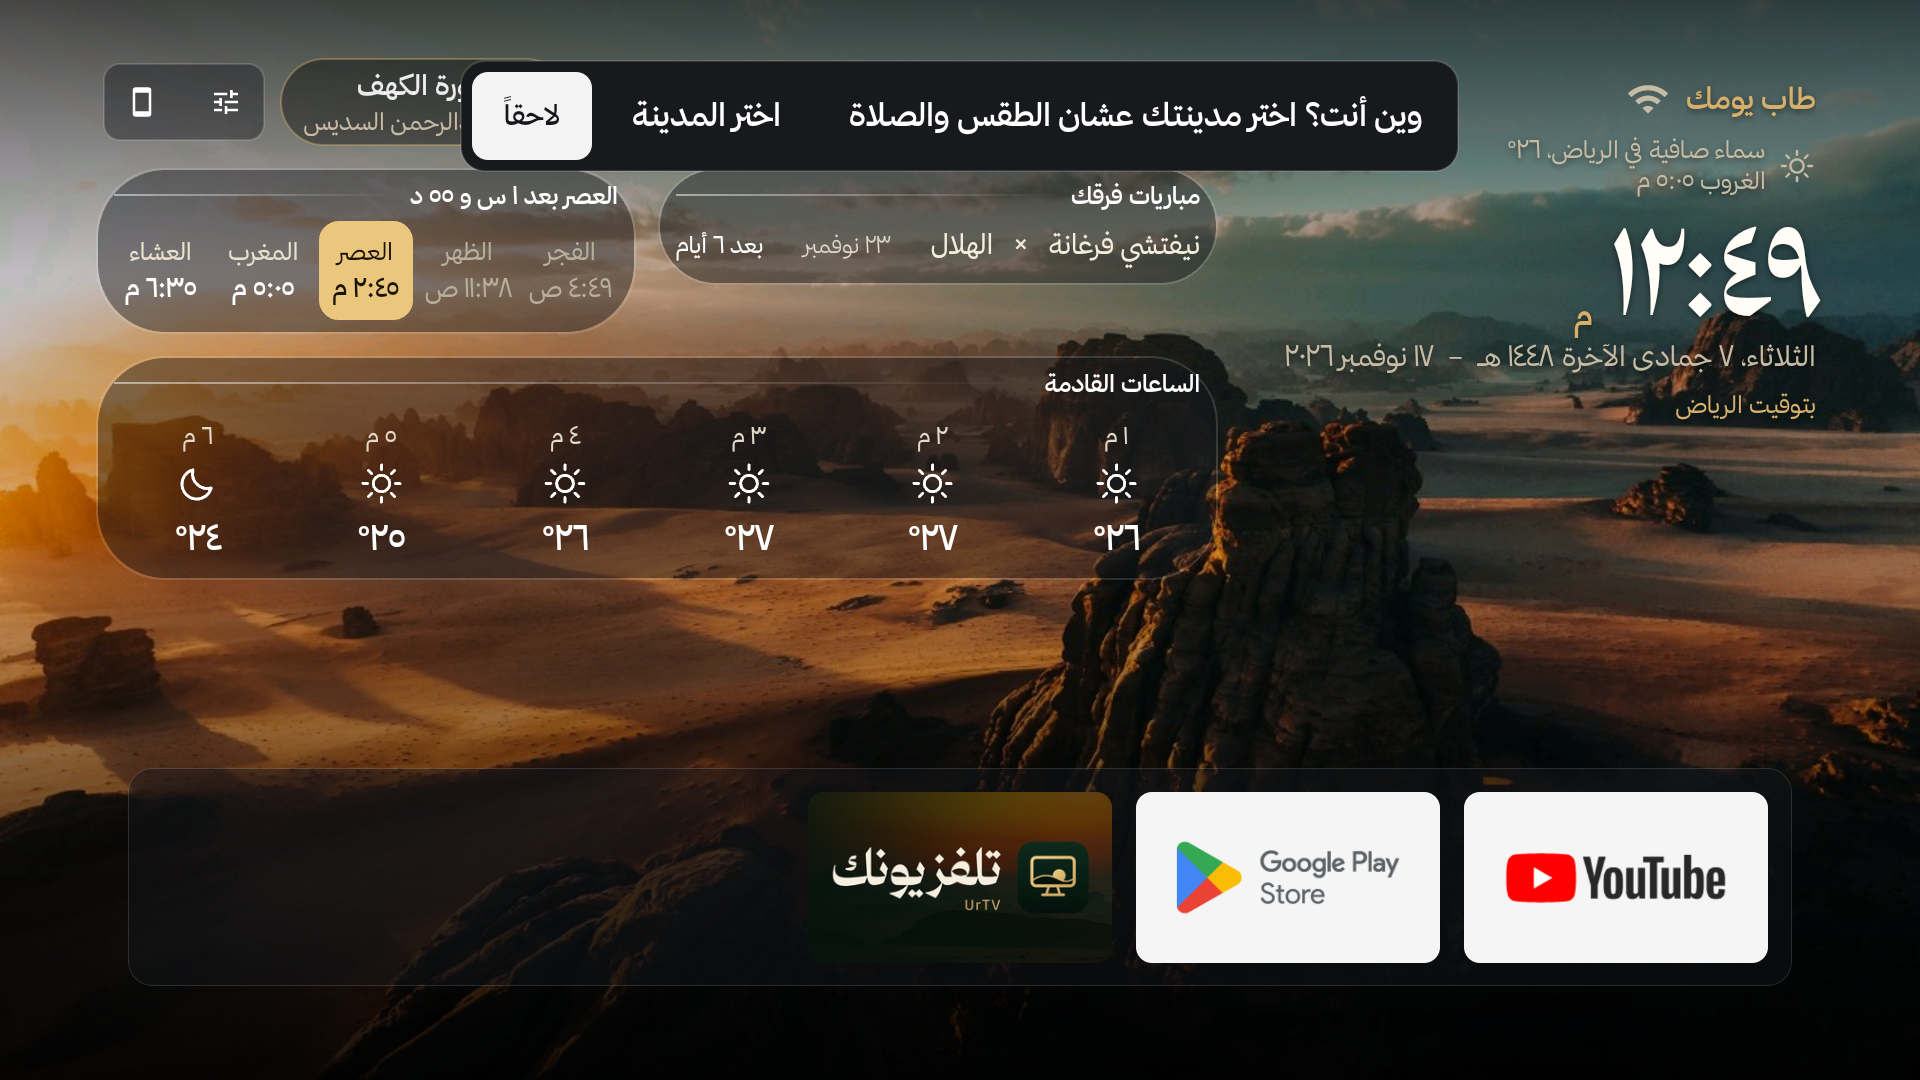 طاب يومك
سماء صافية في الرياض، ٢٦°
الغروب ٥:٠٥ م
١٢:٤٩ م
الثلاثاء، ٧ جمادى الآخرة ١٤٤٨ هـ – ١٧ نوفمبر ٢٠٢٦
بتوقيت الرياض
وين أنت؟ اختر مدينتك عشان الطقس والصلاة
اختر المدينة
لاحقاً
الكهف
السديس
مباريات فرقك
نيفتشي فرغانة × الهلال ٢٣ نوفمبر بعد ٦ أيام
العصر بعد ١ س و ٥٥ د
الفجر الظهر العصر المغرب العشاء
٤:٤٩ ص ١١:٣٨ ص ٢:٤٥ م ٥:٠٥ م ٦:٣٥ م
الساعات القادمة
١ م ٢ م ٣ م ٤ م ٥ م ٦ م
٢٦° ٢٧° ٢٧° ٢٦° ٢٥° ٢٤°
YouTube
Google Play
Store
تلفزيونك
UrTV